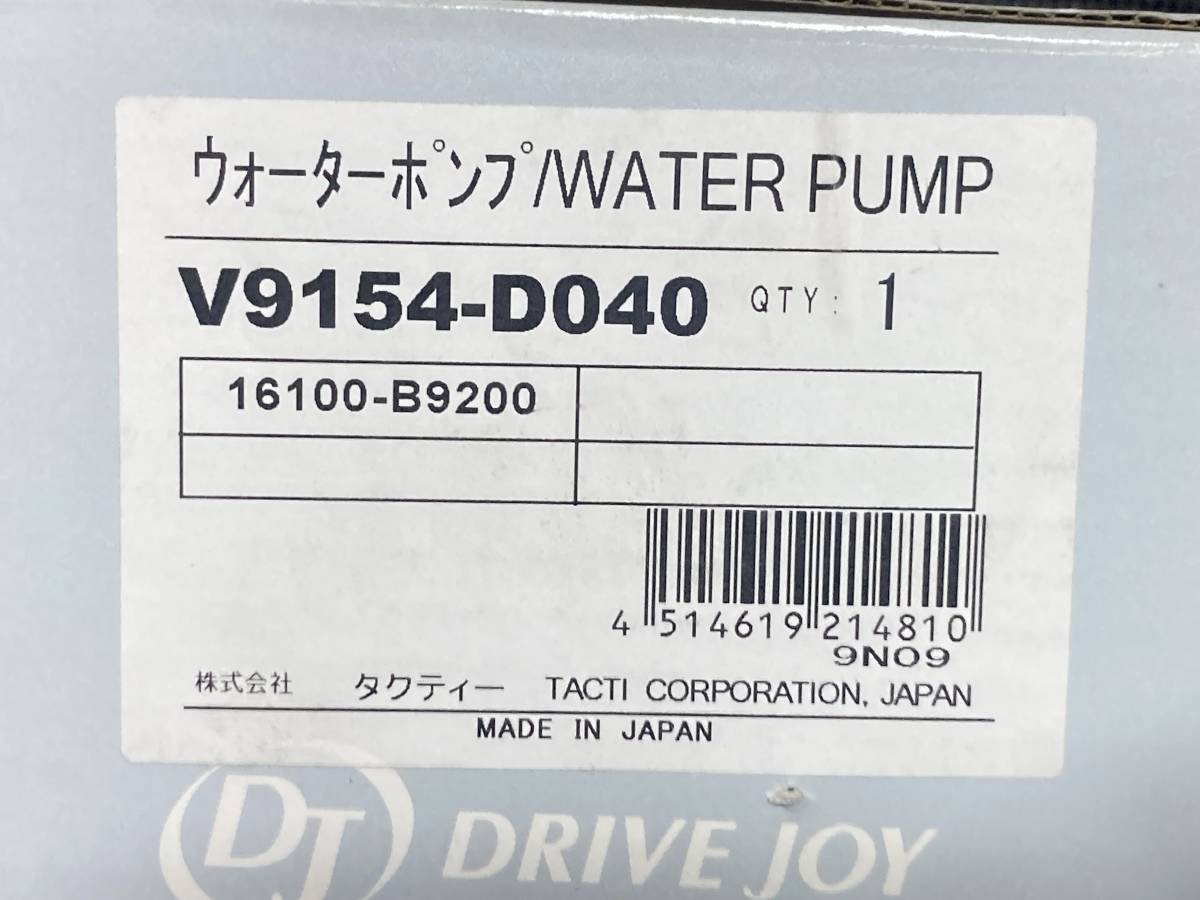 ウォーターポンプ/WATER PUMP
V9154-D040 QTY: 1
16100-B9200
4 514619 214810
9N09
株式会社 タクティー TACTI CORPORATION, JAPAN
MADE IN JAPAN
DJ DRIVE JOY